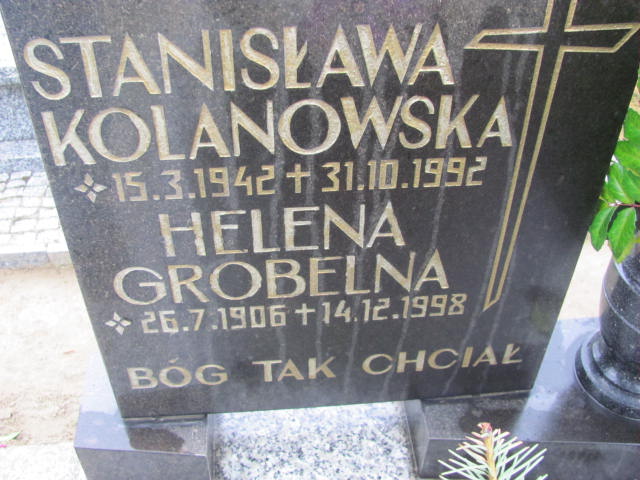 STANISŁAWA
KOLANOWSKA
15.3.1942 + 31.10.1992
HELENA
GROBELNA
26.7.1906 + 14.12.1998
BÓG TAK CHCIAŁ